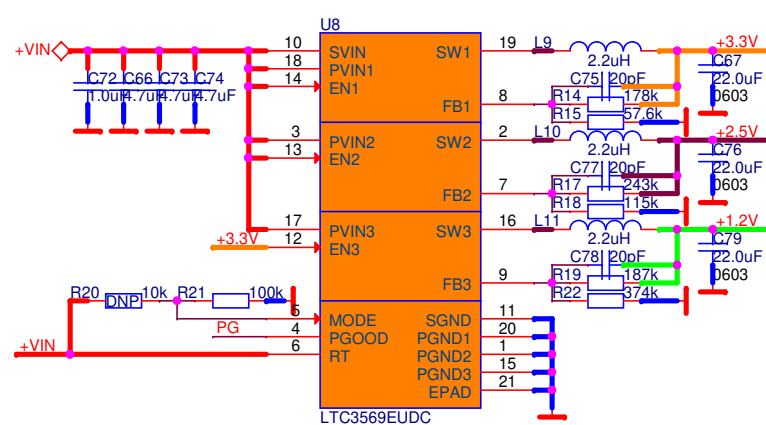 U8
+VIN
10 SVIN SW1 19 L9 +3.3V
18 PVIN1
14 EN1
2.2uH
C72 C66 C73 C74
1.0uF 4.7uF 4.7uF 4.7uF
C75 20pF
C67
22.0uF
0603
FB1 8 R14 178k
R15 57.6k
3 PVIN2 SW2 2 L10 +2.5V
13 EN2
2.2uH
C77 20pF
C76
22.0uF
0603
FB2 7 R17 243k
R18 115k
17 PVIN3 SW3 16 L11 +1.2V
+3.3V 12 EN3
2.2uH
C78 20pF
C79
22.0uF
0603
FB3 9 R19 187k
R22 374k
R20 DNP 10k R21 100k
5 MODE SGND 11
PG 4 PGOOD PGND1 20
+VIN 6 RT PGND2 1
PGND3 15
EPAD 21
LTC3569EUDC